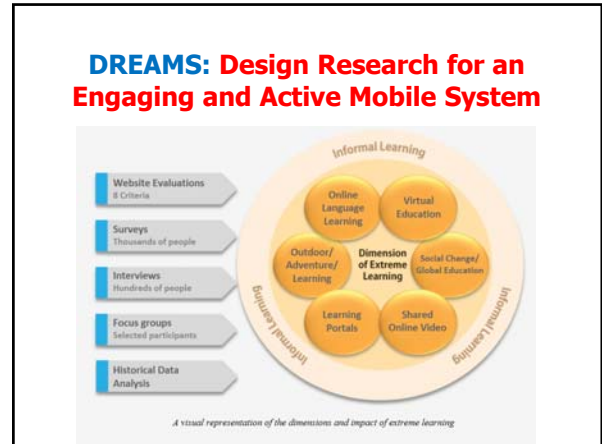 DREAMS: Design Research for an
Engaging and Active Mobile System
Website Evaluations
8 Criteria
Surveys
Thousands of people
Interviews
Hundreds of people
Focus groups
Selected participants
Historical Data
Analysis
Informal Learning
Online
Language
Learning
Virtual
Education
Outdoor/
Adventure/
Learning
Dimension
of Extreme
Learning
Social Change/
Global Education
Learning
Portals
Shared
Online Video
Informal Learning
Informal Learning
A visual representation of the dimensions and impact of extreme learning